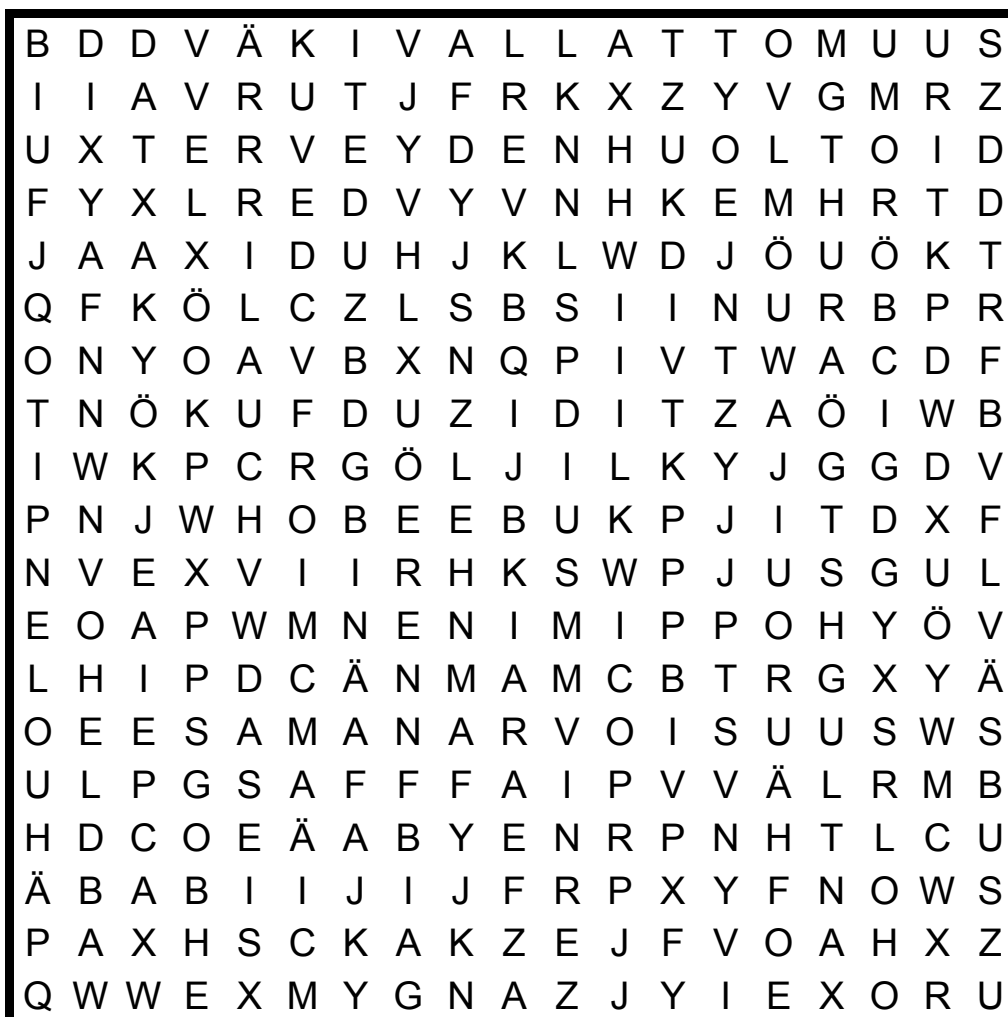 B D D V Ä K I V A L L A T T O M U U S
I I A V R U T J F R K X Z Y V G M R Z
U X T E R V E Y D E N H U O L T O I D
F Y X L R E D V Y V N H K E M H R T D
J A A X I D U H J K L W D J Ö U Ö K T
Q F K Ö L C Z L S B S I I N U R B P R
O N Y O A V B X N Q P I V T W A C D F
T N Ö K U F D U Z I D I T Z A Ö I W B
I W K P C R G Ö L J I L K Y J G G D V
P N J W H O B E E B U K P J I T D X F
N V E X V I I R H K S W P J U S G U L
E O A P W M N E N I M I P P O H Y Ö V
L H I P D C Ä N M A M C B T R G X Y Ä
O E E S A M A N A R V O I S U U S W S
U L P G S A F F F A I P V V Ä L R M B
H D C O E Ä A B Y E N R P N H T L C U
Ä B A B I I J I J F R P X Y F N O W S
P A X H S C K A K Z E J F V O A H X Z
Q W W E X M Y G N A Z J Y I E X O R U